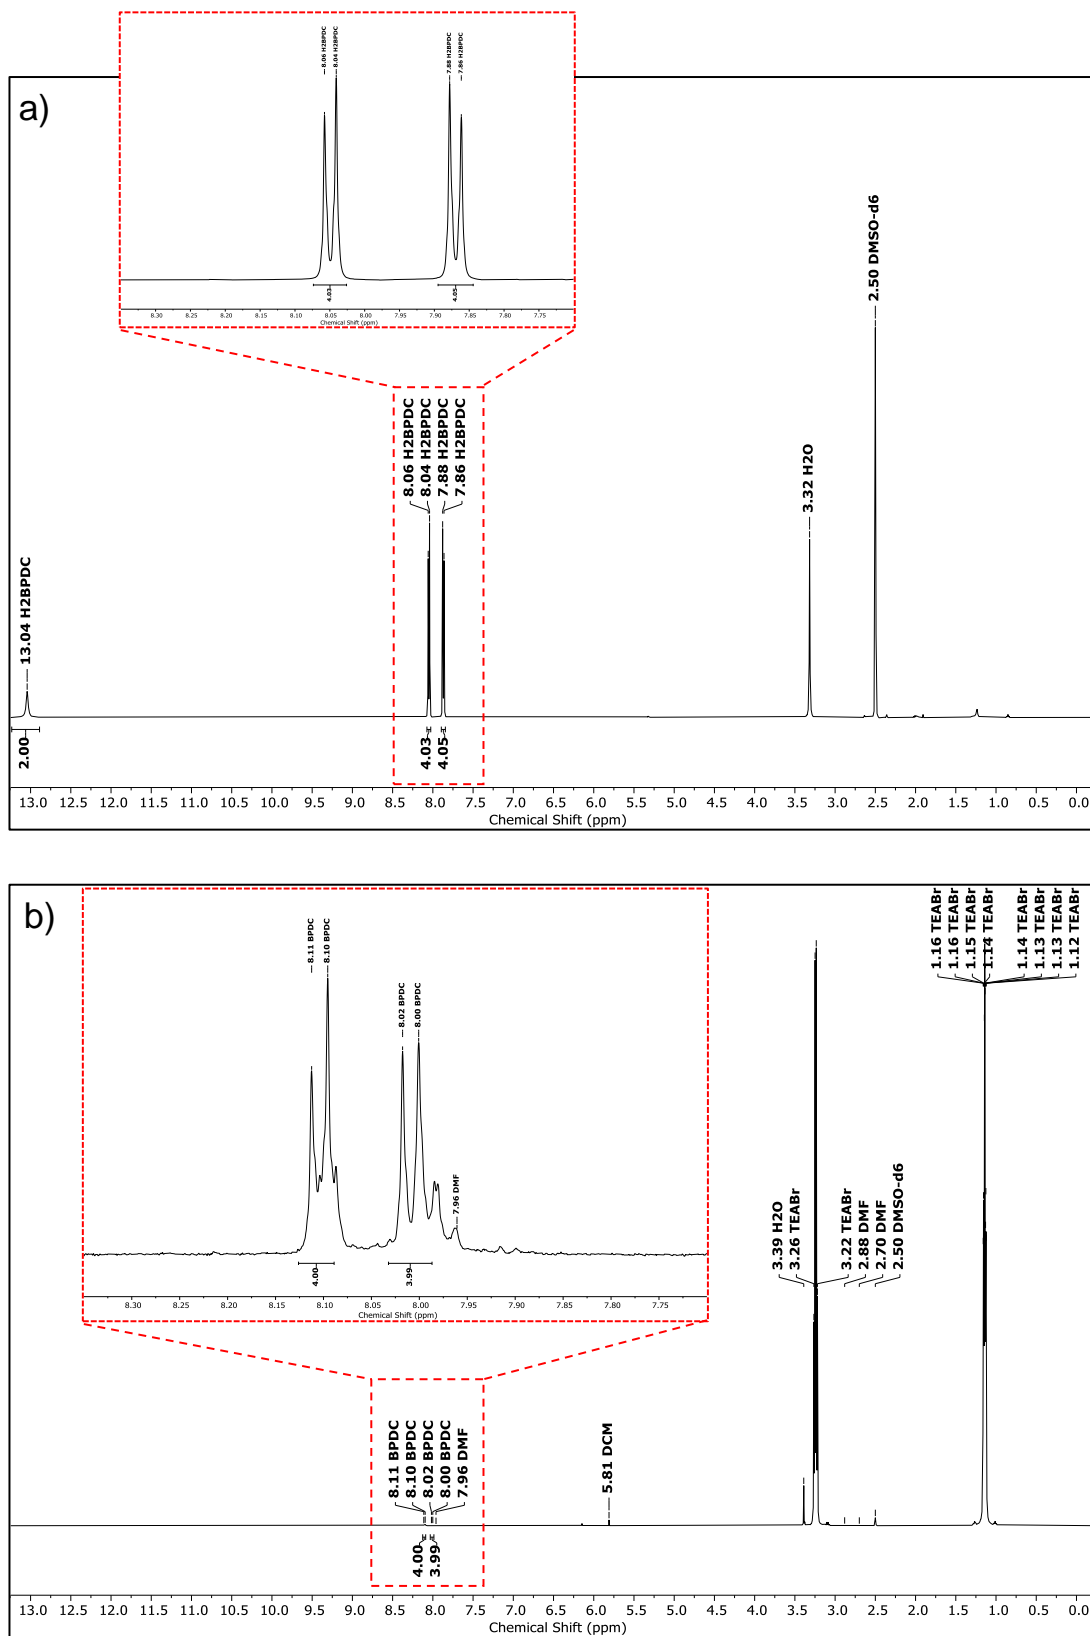 a)
8.06 H2BPDC
8.04 H2BPDC
7.88 H2BPDC
7.86 H2BPDC
4.03
4.05
8.30 8.25 8.20 8.15 8.10 8.05 8.00 7.95 7.90 7.85 7.80 7.75
Chemical Shift (ppm)
13.04 H2BPDC
8.06 H2BPDC
8.04 H2BPDC
7.88 H2BPDC
7.86 H2BPDC
3.32 H2O
2.50 DMSO-d6
2.00
4.03
4.05
13.0 12.5 12.0 11.5 11.0 10.5 10.0 9.5 9.0 8.5 8.0 7.5 7.0 6.5 6.0 5.5 5.0 4.5 4.0 3.5 3.0 2.5 2.0 1.5 1.0 0.5 0.0
Chemical Shift (ppm)
b)
8.11 BPDC
8.10 BPDC
8.02 BPDC
8.00 BPDC
7.96 DMF
4.00
3.99
8.30 8.25 8.20 8.15 8.10 8.05 8.00 7.95 7.90 7.85 7.80 7.75
Chemical Shift (ppm)
8.11 BPDC
8.10 BPDC
8.02 BPDC
8.00 BPDC
7.96 DMF
5.81 DCM
3.39 H2O
3.26 TEABr
3.22 TEABr
2.88 DMF
2.70 DMF
2.50 DMSO-d6
1.16 TEABr
1.16 TEABr
1.15 TEABr
1.14 TEABr
1.14 TEABr
1.13 TEABr
1.13 TEABr
1.12 TEABr
4.00
3.99
13.0 12.5 12.0 11.5 11.0 10.5 10.0 9.5 9.0 8.5 8.0 7.5 7.0 6.5 6.0 5.5 5.0 4.5 4.0 3.5 3.0 2.5 2.0 1.5 1.0 0.5 0.0
Chemical Shift (ppm)